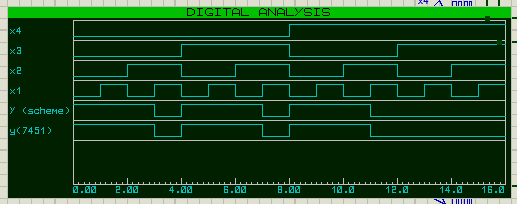 x4
DIGITAL ANALYSIS
x4
x3
x2
x1
Y (scheme)
y(7451)
0.00 2.00 4.00 6.00 8.00 10.0 12.0 14.0 16.0